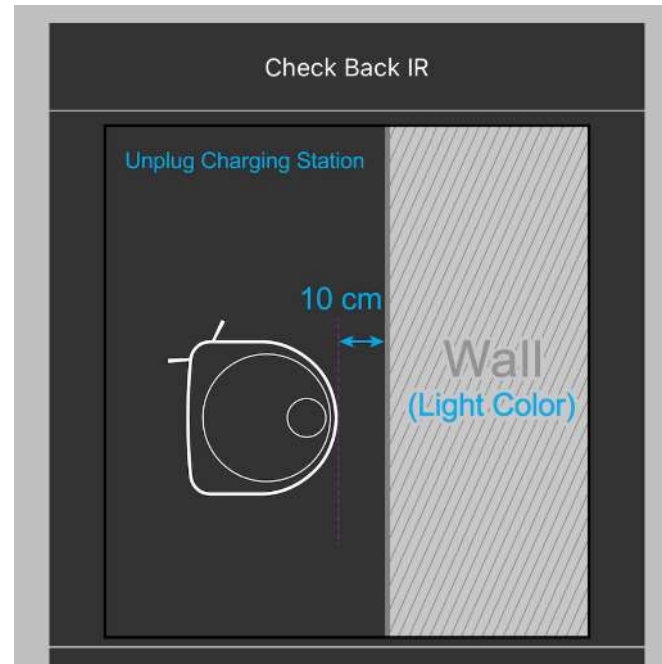 Check Back IR
Unplug Charging Station
10 cm
Wall
(Light Color)